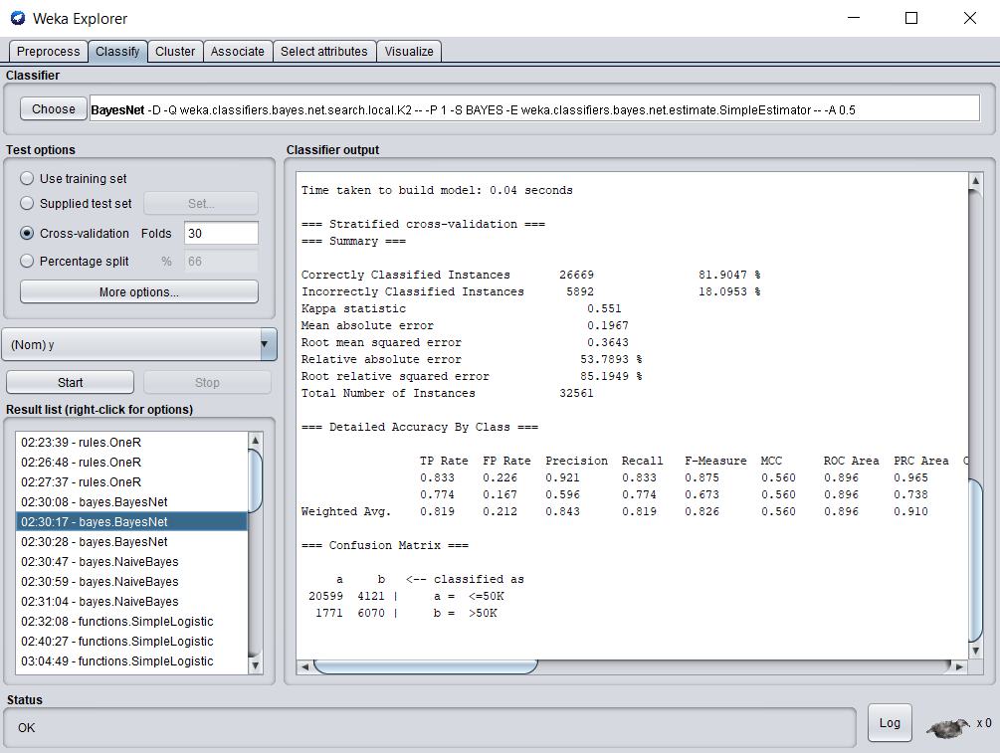 Weka Explorer
Preprocess Classify Cluster Associate Select attributes Visualize
Classifier
Choose BayesNet -D -Q weka.classifiers.bayes.net.search.local.K2 -- -P 1 -S BAYES -E weka.classifiers.bayes.net.estimate.SimpleEstimator -- -A 0.5
Test options
Use training set
Supplied test set Set...
Cross-validation Folds 30
Percentage split % 66
More options...
(Nom) y
Start Stop
Result list (right-click for options)
02:23:39 - rules.OneR
02:26:48 - rules.OneR
02:27:37 - rules.OneR
02:30:08 - bayes.BayesNet
02:30:17 - bayes.BayesNet
02:30:28 - bayes.BayesNet
02:30:47 - bayes.NaiveBayes
02:30:59 - bayes.NaiveBayes
02:31:04 - bayes.NaiveBayes
02:32:08 - functions.SimpleLogistic
02:40:27 - functions.SimpleLogistic
03:04:49 - functions.SimpleLogistic
Classifier output
Time taken to build model: 0.04 seconds
=== Stratified cross-validation ===
=== Summary ===
Correctly Classified Instances 26669 81.9047 %
Incorrectly Classified Instances 5892 18.0953 %
Kappa statistic 0.551
Mean absolute error 0.1967
Root mean squared error 0.3643
Relative absolute error 53.7893 %
Root relative squared error 85.1949 %
Total Number of Instances 32561
=== Detailed Accuracy By Class ===
TP Rate FP Rate Precision Recall F-Measure MCC ROC Area PRC Area C
0.833 0.226 0.921 0.833 0.875 0.560 0.896 0.965
0.774 0.167 0.596 0.774 0.673 0.560 0.896 0.738
Weighted Avg. 0.819 0.212 0.843 0.819 0.826 0.560 0.896 0.910
=== Confusion Matrix ===
a b <-- classified as
20599 4121 | a = <=50K
1771 6070 | b = >50K
Status
OK
Log x 0